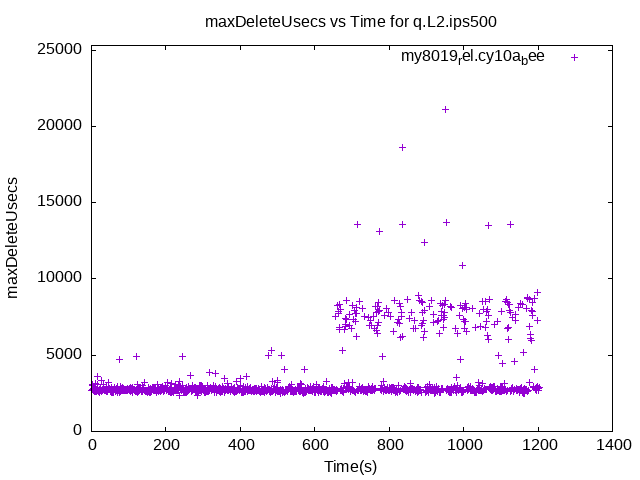 maxDeleteUsecs vs Time for q.L2.ips500
my8019rel.cy10abee
25000
20000
15000
10000
5000
0
maxDeleteUsecs
0 200 400 600 800 1000 1200 1400
Time(s)